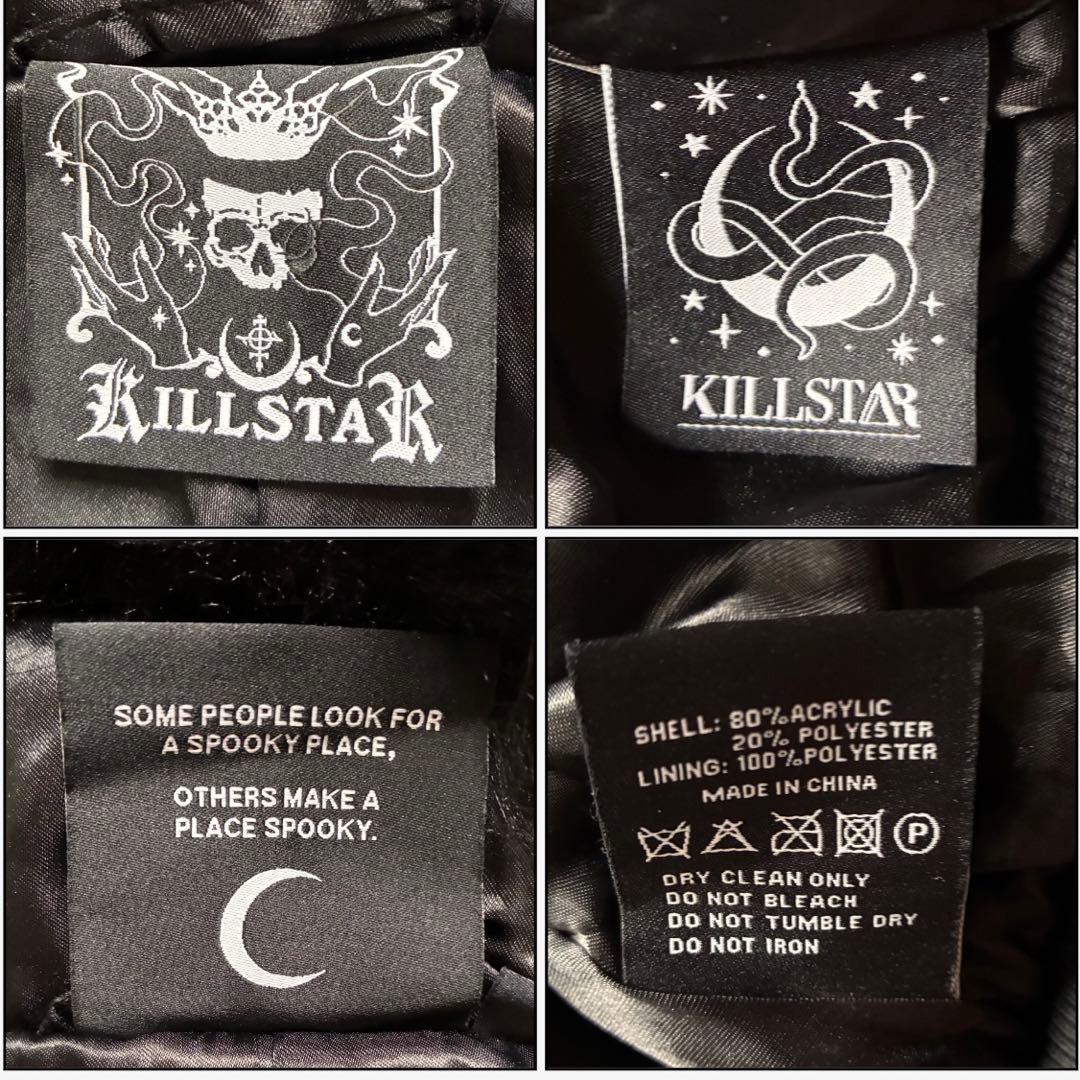 KILLSTAR
KILLSTAR
SOME PEOPLE LOOK FOR
A SPOOKY PLACE,
OTHERS MAKE A
PLACE SPOOKY.
SHELL: 80% ACRYLIC
20% POLYESTER
LINING: 100% POLYESTER
MADE IN CHINA
P
DRY CLEAN ONLY
DO NOT BLEACH
DO NOT TUMBLE DRY
DO NOT IRON